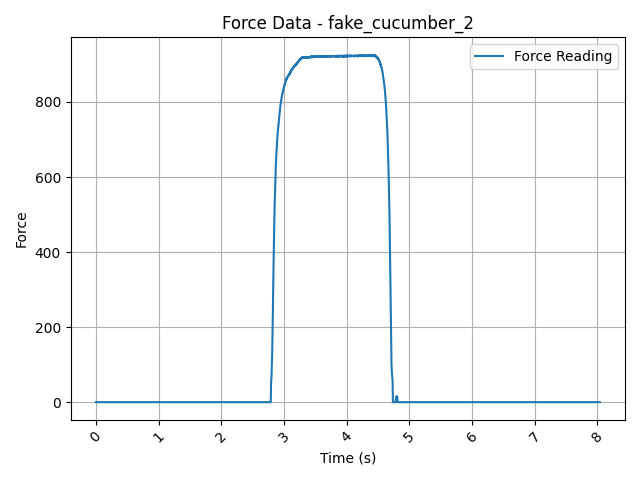 Force Data - fake_cucumber_2
Force Reading
Force
800
600
400
200
0
0 1 2 3 4 5 6 7 8
Time (s)